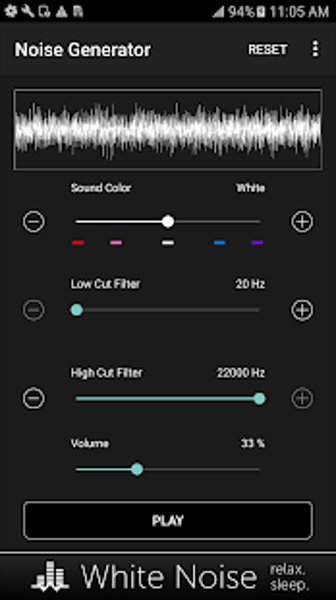 94% 11:05 AM
Noise Generator RESET
Sound Color White
Low Cut Filter 20 Hz
High Cut Filter 22000 Hz
Volume 33 %
PLAY
White Noise relax.
sleep.